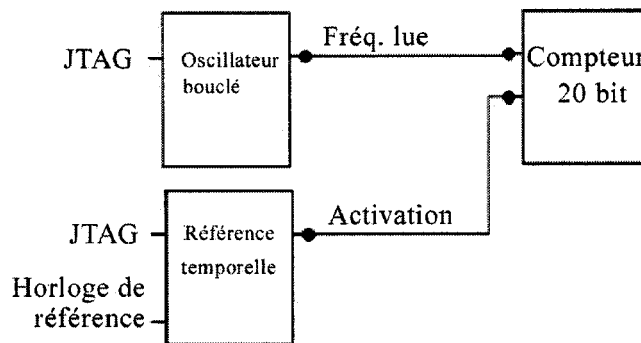 JTAG
Oscillateur
bouclé
Fréq. lue
Compteur
20 bit
JTAG
Référence
temporelle
Activation
Horloge de
référence